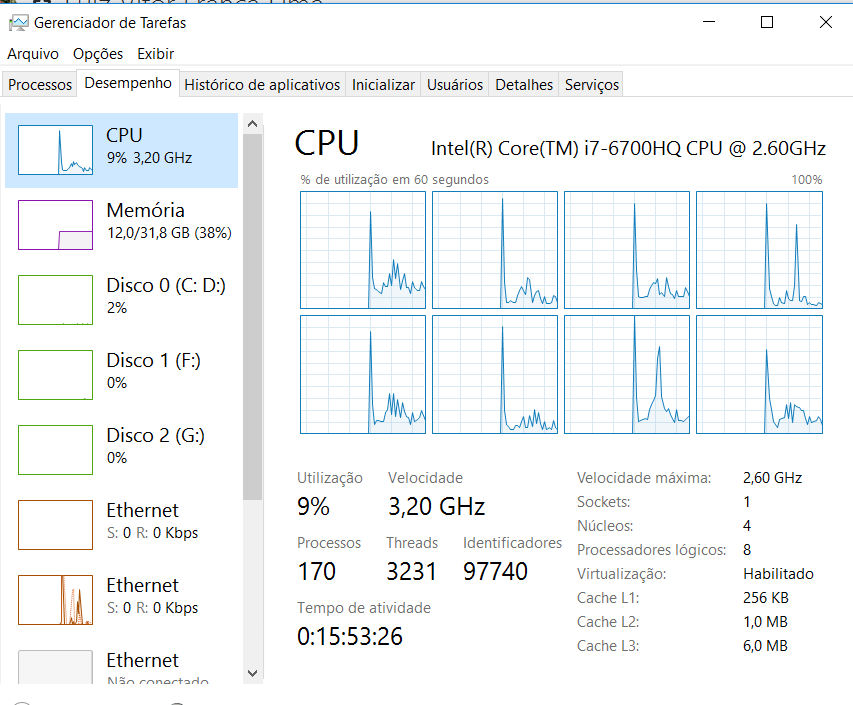 Gerenciador de Tarefas
Arquivo Opções Exibir
Processos Desempenho Histórico de aplicativos Inicializar Usuários Detalhes Serviços
CPU
9% 3,20 GHz
Memória
12,0/31,8 GB (38%)
Disco 0 (C: D:)
2%
Disco 1 (F:)
0%
Disco 2 (G:)
0%
Ethernet
S: 0 R: 0 Kbps
Ethernet
S: 0 R: 0 Kbps
Ethernet
Não conectado
CPU Intel(R) Core(TM) i7-6700HQ CPU @ 2.60GHz
% de utilização em 60 segundos 100%
Utilização Velocidade
9% 3,20 GHz
Processos Threads Identificadores
170 3231 97740
Tempo de atividade
0:15:53:26
Velocidade máxima: 2,60 GHz
Sockets: 1
Núcleos: 4
Processadores lógicos: 8
Virtualização: Habilitado
Cache L1: 256 KB
Cache L2: 1,0 MB
Cache L3: 6,0 MB